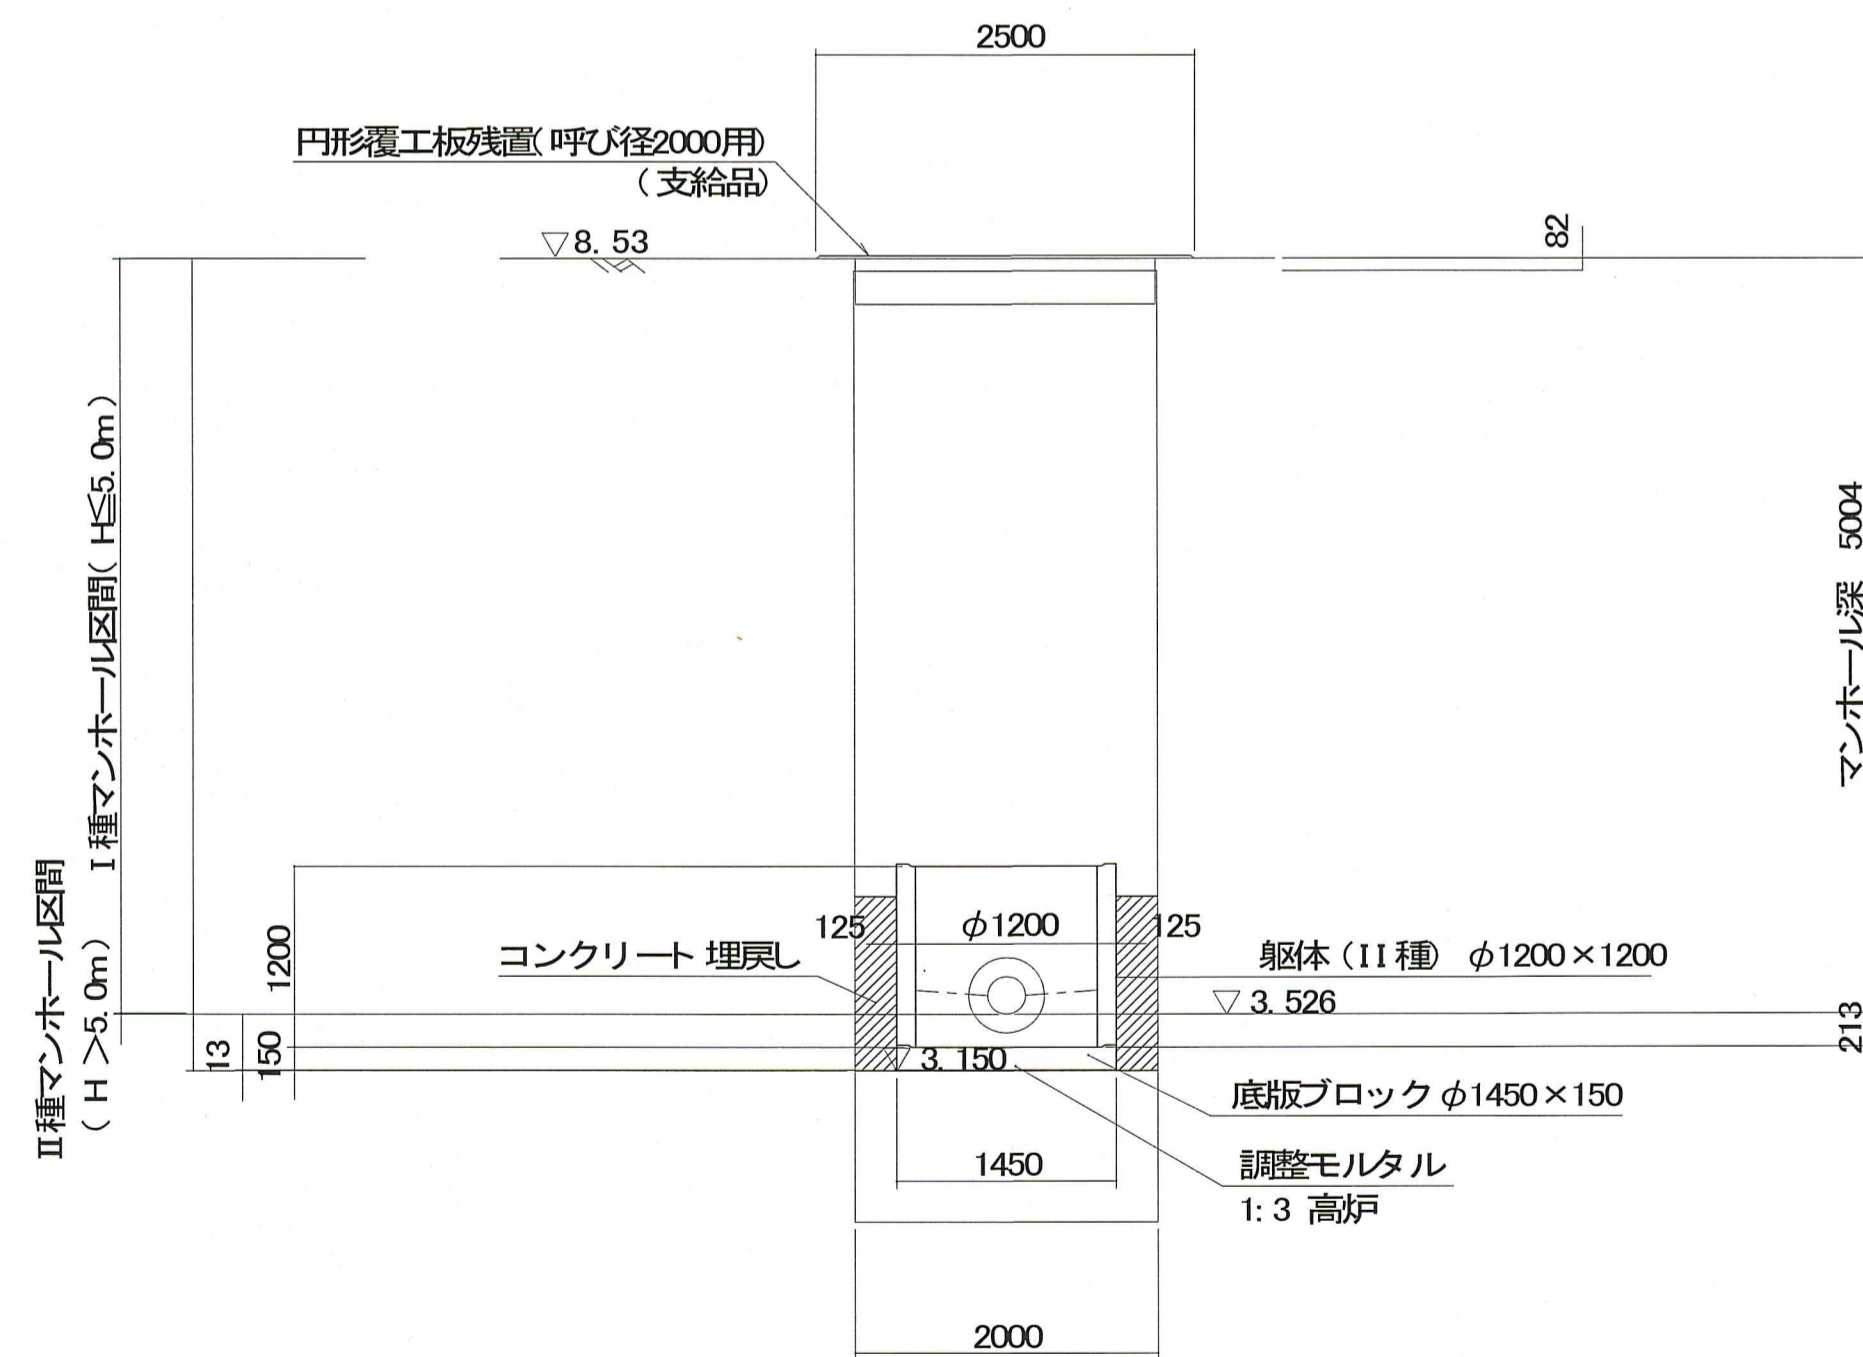 2500
円形覆工板残置(呼び径2000用)
(支給品)
▽8.53
82
I種マンホール区間(H≦5.0m)
II種マンホール区間
(H>5.0m)
マンホール深 5004
1200
125
φ1200
125
コンクリート 埋戻し
躯体(II種) φ1200×1200
▽ 3.526
213
13
150
▽ 3.150
底版ブロック φ1450×150
1450
調整モルタル
1:3 高炉
2000